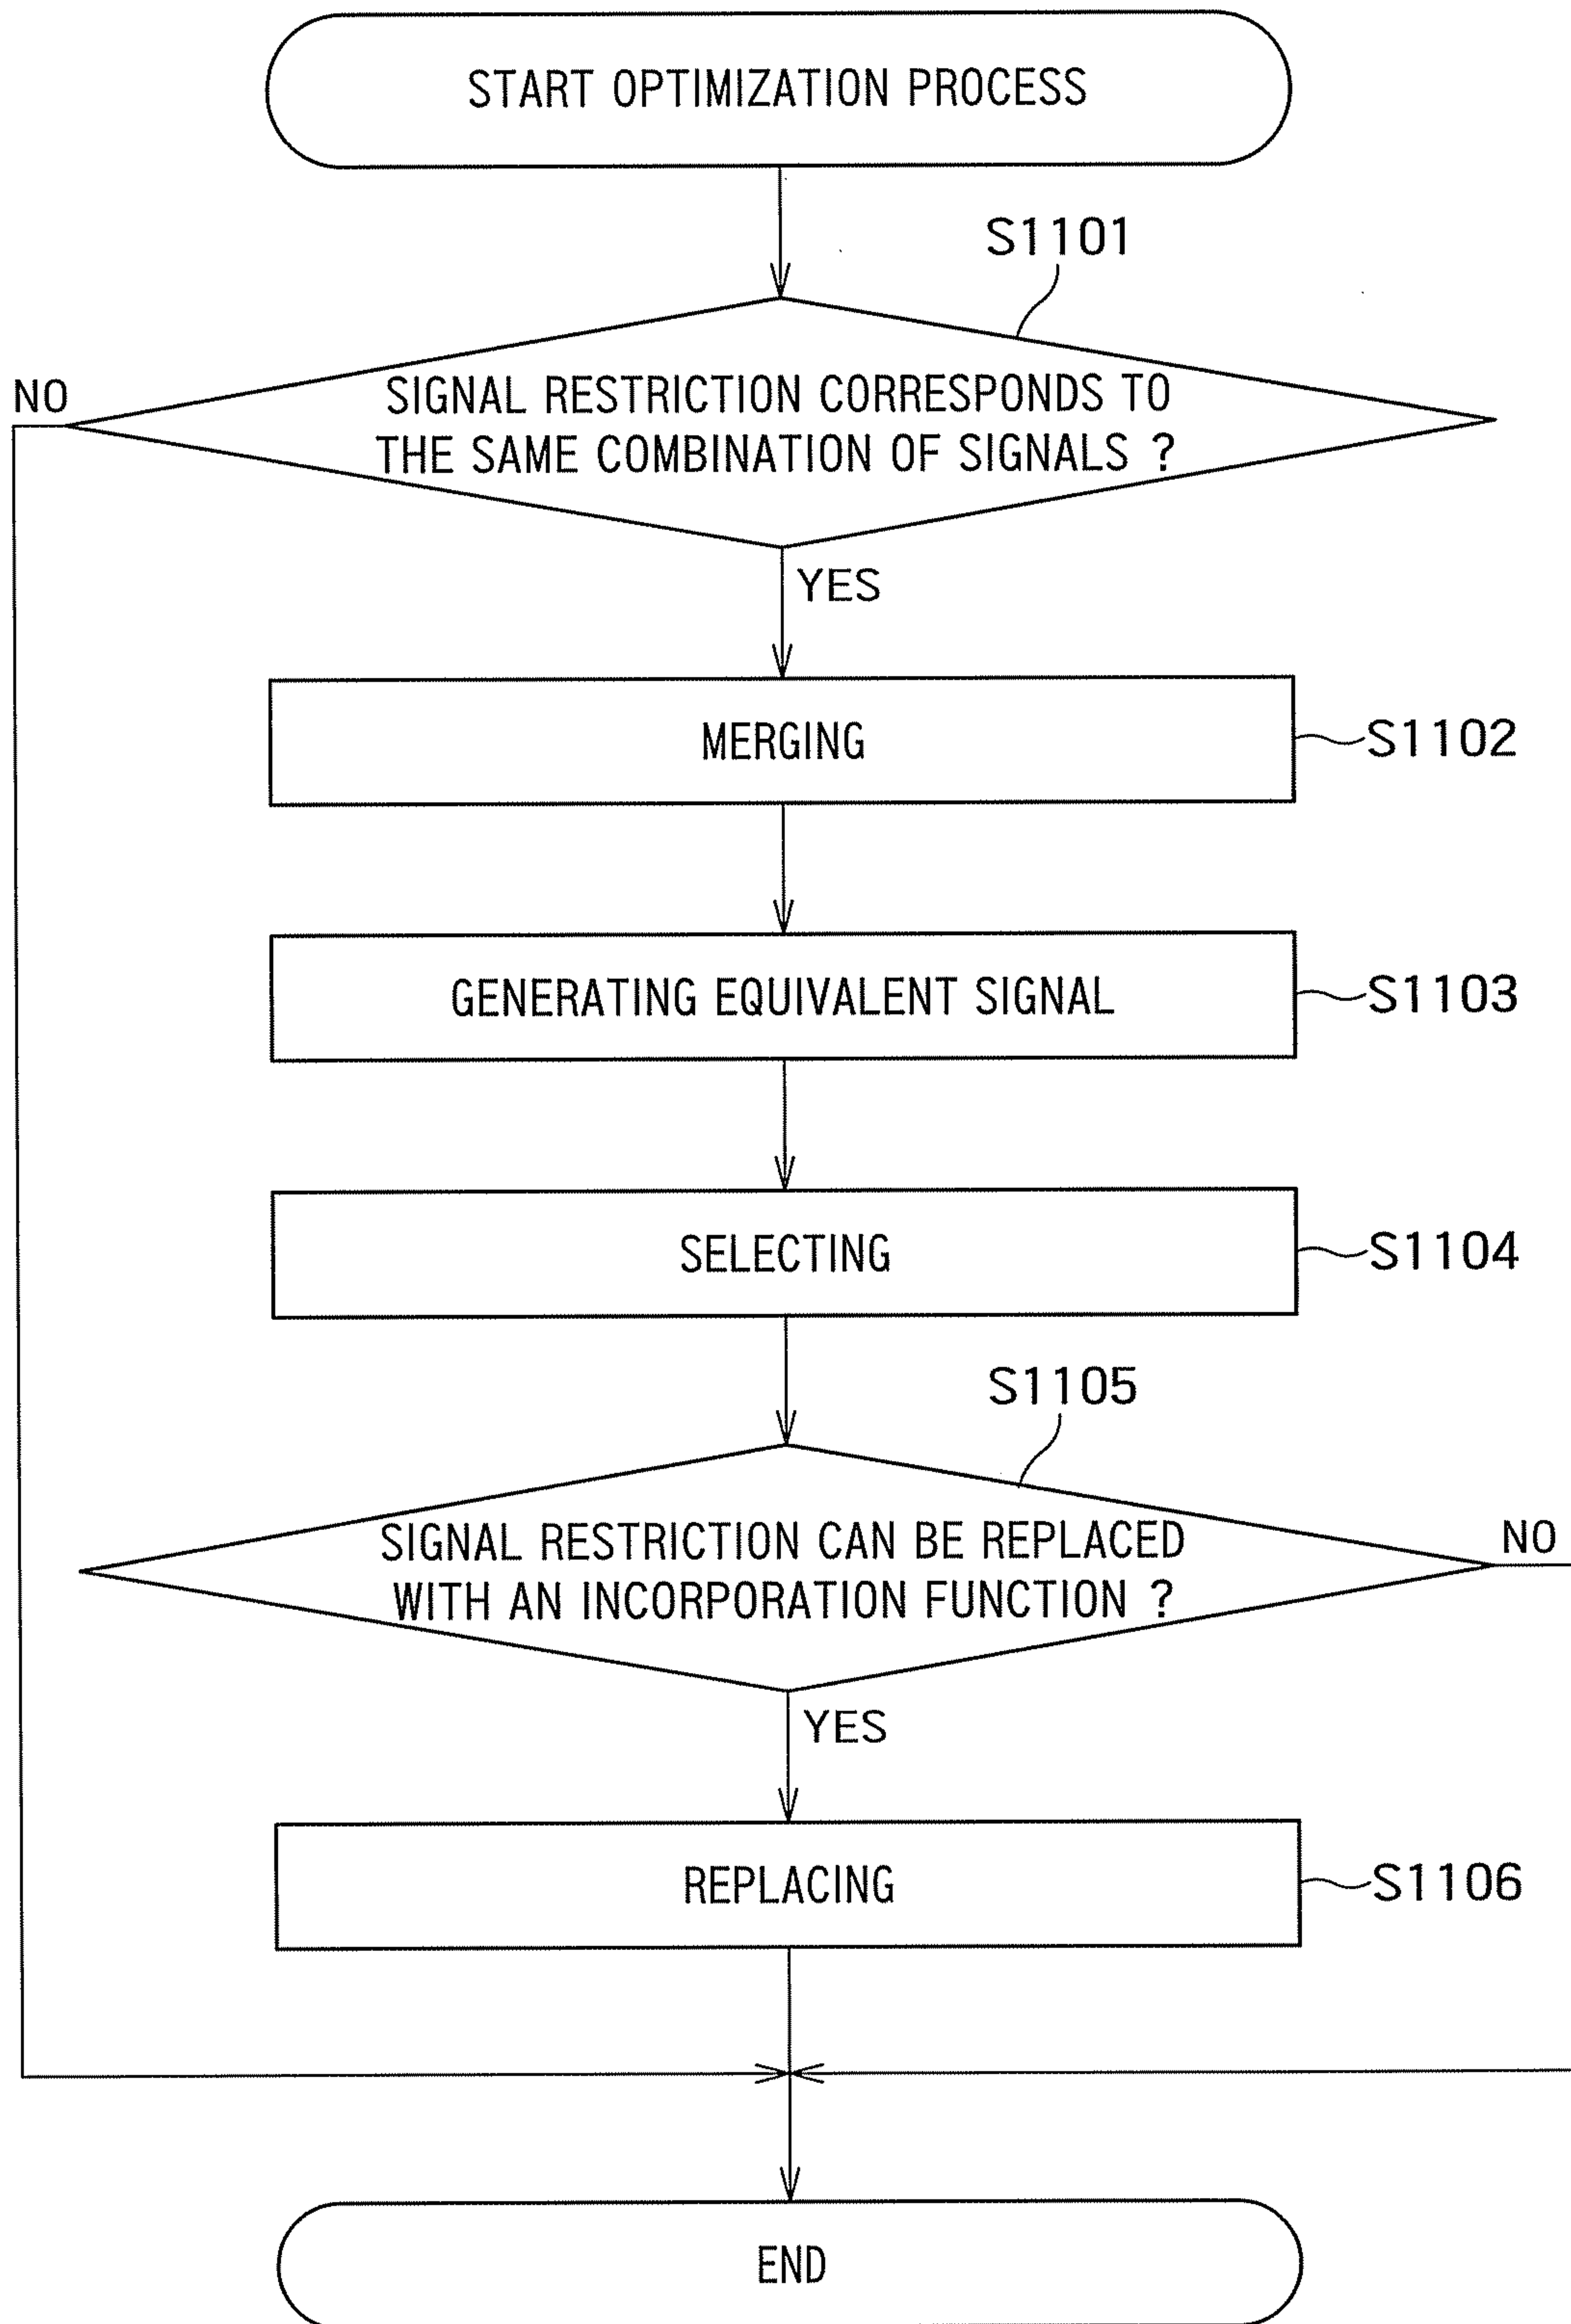 START OPTIMIZATION PROCESS
S1101
NO
SIGNAL RESTRICTION CORRESPONDS TO
THE SAME COMBINATION OF SIGNALS ?
YES
MERGING
S1102
GENERATING EQUIVALENT SIGNAL
S1103
SELECTING
S1104
S1105
SIGNAL RESTRICTION CAN BE REPLACED
WITH AN INCORPORATION FUNCTION ?
NO
YES
REPLACING
S1106
END